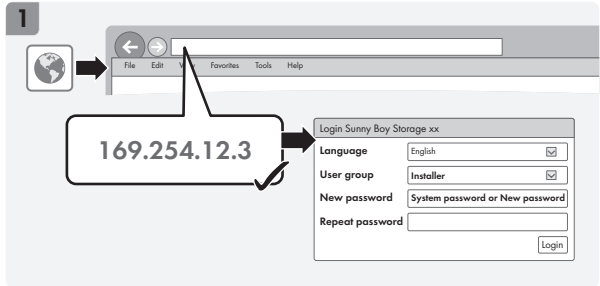 1
File Edit View Favorites Tools Help
169.254.12.3
Login Sunny Boy Storage xx
Language English
User group Installer
New password System password or New password
Repeat password
Login